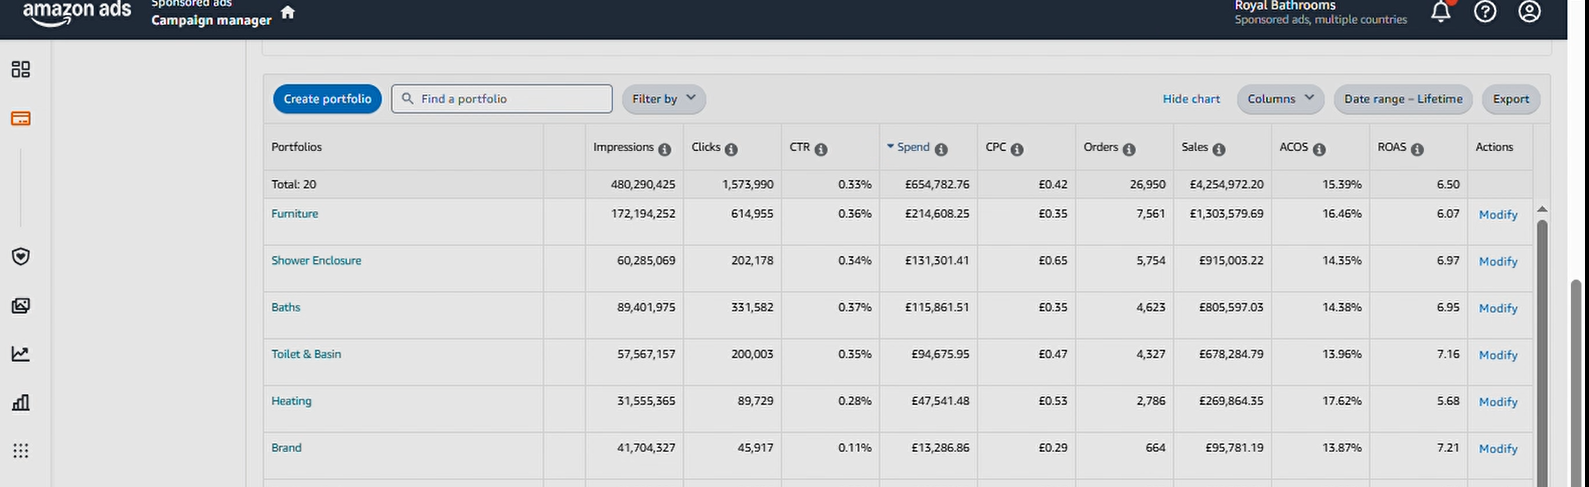 amazon ads
Sponsored ads
Campaign manager
Royal Bathrooms
Sponsored ads, multiple countries
Create portfolio
Find a portfolio
Filter by
Hide chart
Columns
Date range – Lifetime
Export
Portfolios Impressions Clicks CTR Spend CPC Orders Sales ACOS ROAS Actions
Total: 20 480,290,425 1,573,990 0.33% £654,782.76 £0.42 26,950 £4,254,972.20 15.39% 6.50
Furniture 172,194,252 614,955 0.36% £214,608.25 £0.35 7,561 £1,303,579.69 16.46% 6.07 Modify
Shower Enclosure 60,285,069 202,178 0.34% £131,301.41 £0.65 5,754 £915,003.22 14.35% 6.97 Modify
Baths 89,401,975 331,582 0.37% £115,861.51 £0.35 4,623 £805,597.03 14.38% 6.95 Modify
Toilet & Basin 57,567,157 200,003 0.35% £94,675.95 £0.47 4,327 £678,284.79 13.96% 7.16 Modify
Heating 31,555,365 89,729 0.28% £47,541.48 £0.53 2,786 £269,864.35 17.62% 5.68 Modify
Brand 41,704,327 45,917 0.11% £13,286.86 £0.29 664 £95,781.19 13.87% 7.21 Modify